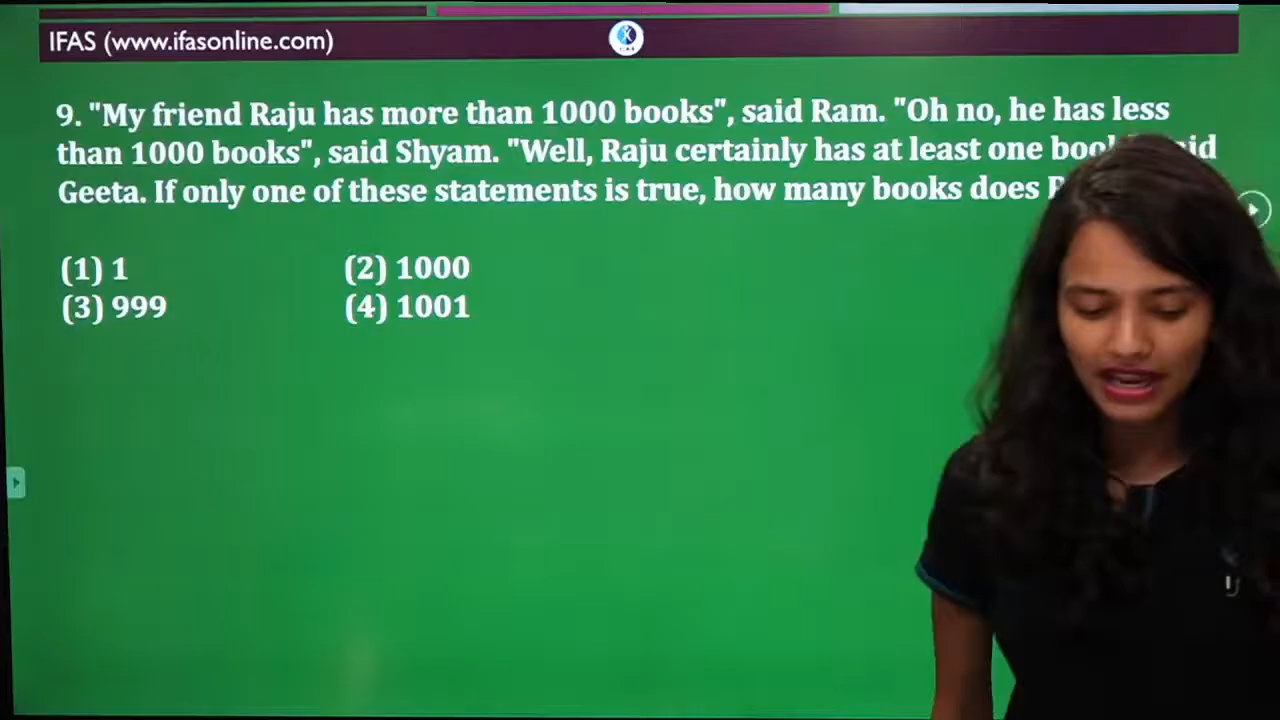 IFAS (www.ifasonline.com)
9. "My friend Raju has more than 1000 books", said Ram. "Oh no, he has less
than 1000 books", said Shyam. "Well, Raju certainly has at least one
Geeta. If only one of these statements is true, how many books does
(1) 1 (2) 1000
(3) 999 (4) 1001